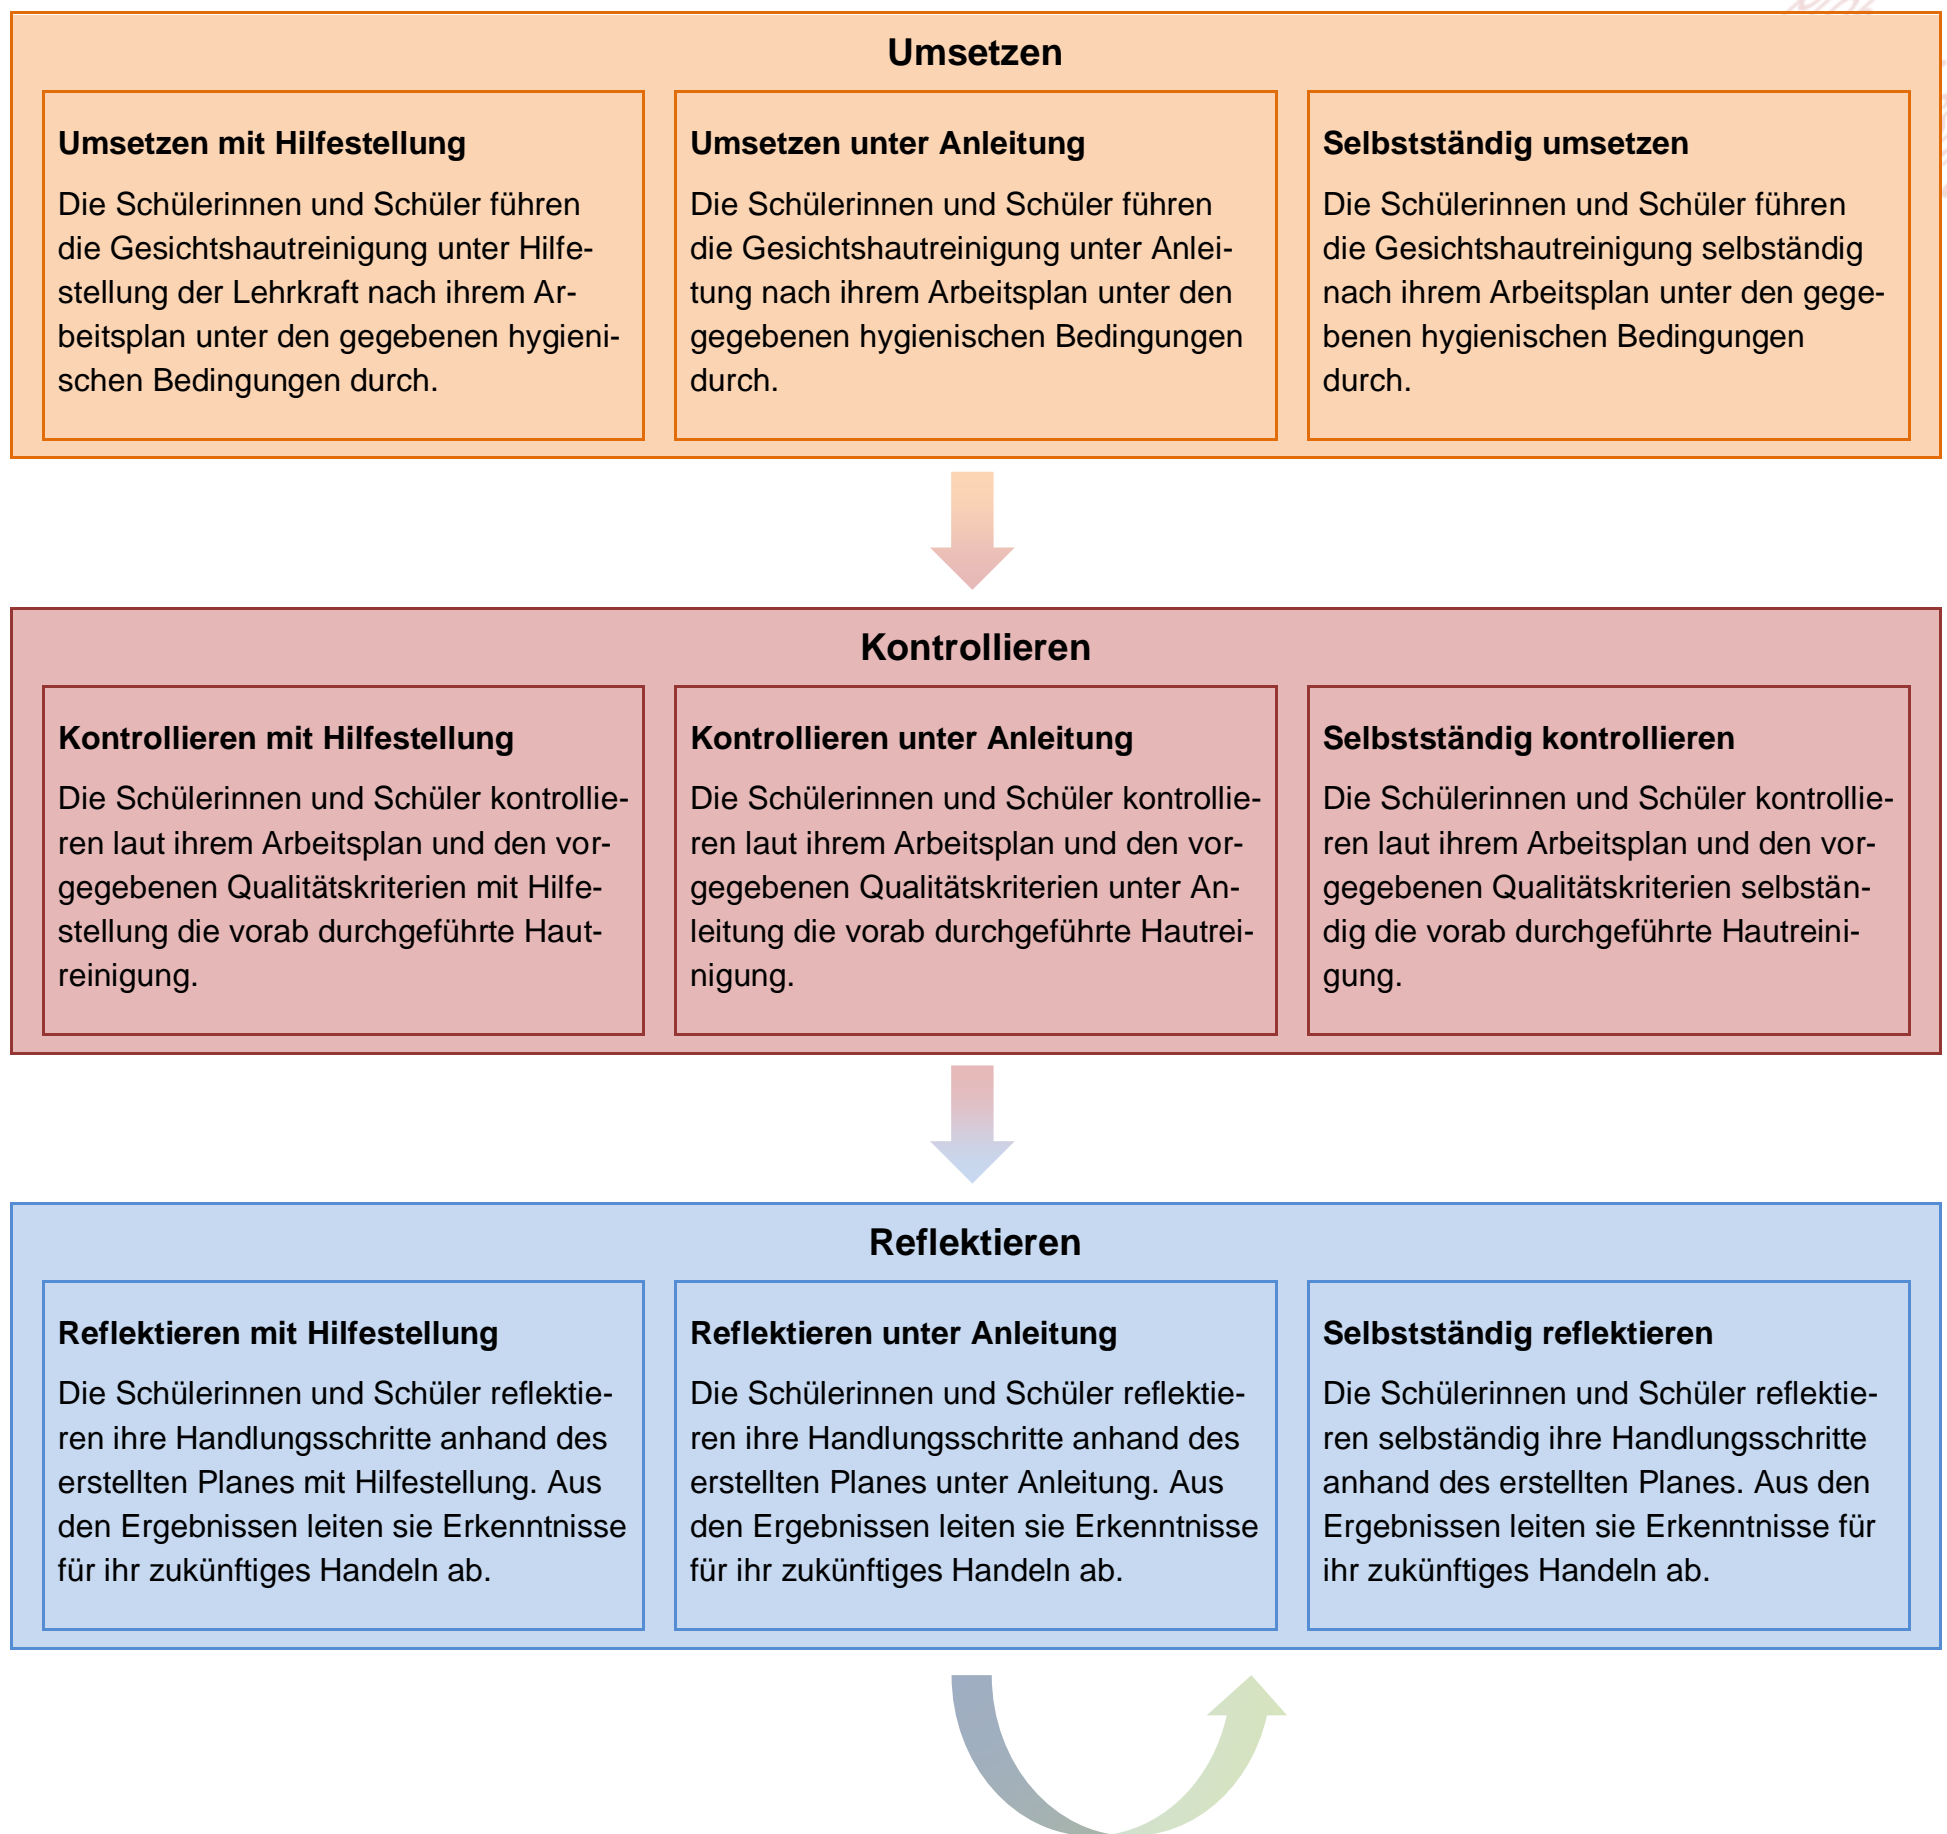 Umsetzen
Umsetzen mit Hilfestellung
Die Schülerinnen und Schüler führen
die Gesichtshautreinigung unter Hilfe-
stellung der Lehrkraft nach ihrem Ar-
beitsplan unter den gegebenen hygieni-
schen Bedingungen durch.
Umsetzen unter Anleitung
Die Schülerinnen und Schüler führen
die Gesichtshautreinigung unter Anlei-
tung nach ihrem Arbeitsplan unter den
gegebenen hygienischen Bedingungen
durch.
Selbstständig umsetzen
Die Schülerinnen und Schüler führen
die Gesichtshautreinigung selbständig
nach ihrem Arbeitsplan unter den gege-
benen hygienischen Bedingungen
durch.
Kontrollieren
Kontrollieren mit Hilfestellung
Die Schülerinnen und Schüler kontrollie-
ren laut ihrem Arbeitsplan und den vor-
gegebenen Qualitätskriterien mit Hilfe-
stellung die vorab durchgeführte Haut-
reinigung.
Kontrollieren unter Anleitung
Die Schülerinnen und Schüler kontrollie-
ren laut ihrem Arbeitsplan und den vor-
gegebenen Qualitätskriterien unter An-
leitung die vorab durchgeführte Hautrei-
nigung.
Selbstständig kontrollieren
Die Schülerinnen und Schüler kontrollie-
ren laut ihrem Arbeitsplan und den vor-
gegebenen Qualitätskriterien selbstän-
dig die vorab durchgeführte Hautreini-
gung.
Reflektieren
Reflektieren mit Hilfestellung
Die Schülerinnen und Schüler reflektie-
ren ihre Handlungsschritte anhand des
erstellten Planes mit Hilfestellung. Aus
den Ergebnissen leiten sie Erkenntnisse
für ihr zukünftiges Handeln ab.
Reflektieren unter Anleitung
Die Schülerinnen und Schüler reflektie-
ren ihre Handlungsschritte anhand des
erstellten Planes unter Anleitung. Aus
den Ergebnissen leiten sie Erkenntnisse
für ihr zukünftiges Handeln ab.
Selbstständig reflektieren
Die Schülerinnen und Schüler reflektie-
ren selbständig ihre Handlungsschritte
anhand des erstellten Planes. Aus den
Ergebnissen leiten sie Erkenntnisse für
ihr zukünftiges Handeln ab.